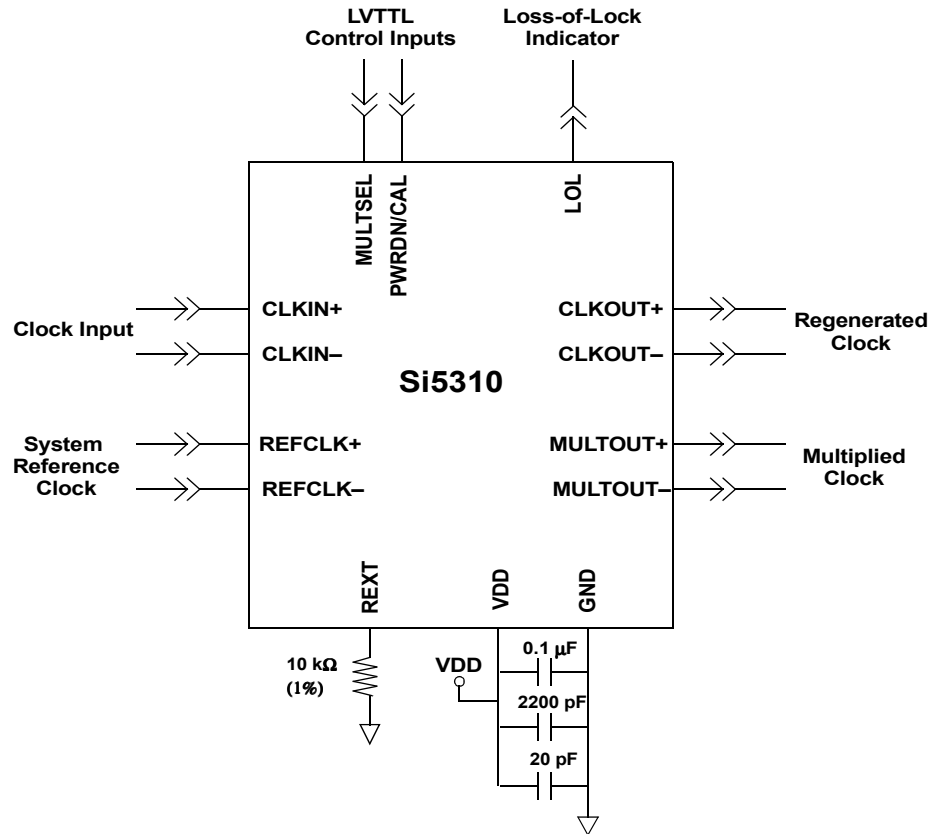 LVTTL
Control Inputs
Loss-of-Lock
Indicator
MULTSEL
PWRDN/CAL
LOL
Clock Input
CLKIN+
CLKIN–
CLKOUT+
CLKOUT–
Regenerated
Clock
Si5310
System
Reference
Clock
REFCLK+
REFCLK–
MULTOUT+
MULTOUT–
Multiplied
Clock
REXT
VDD
GND
10 kΩ
(1%)
VDD
0.1 μF
2200 pF
20 pF